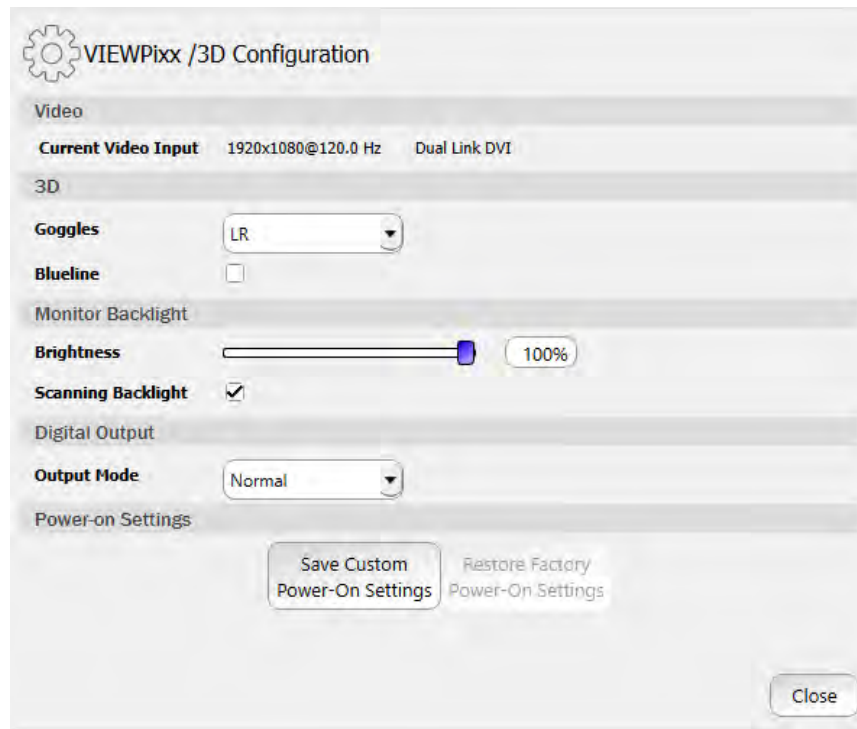 VIEWPixx /3D Configuration
Video
Current Video Input 1920x1080@120.0 Hz Dual Link DVI
3D
Goggles LR
Blueline
Monitor Backlight
Brightness 100%
Scanning Backlight
Digital Output
Output Mode Normal
Power-on Settings
Save Custom Restore Factory
Power-On Settings Power-On Settings
Close